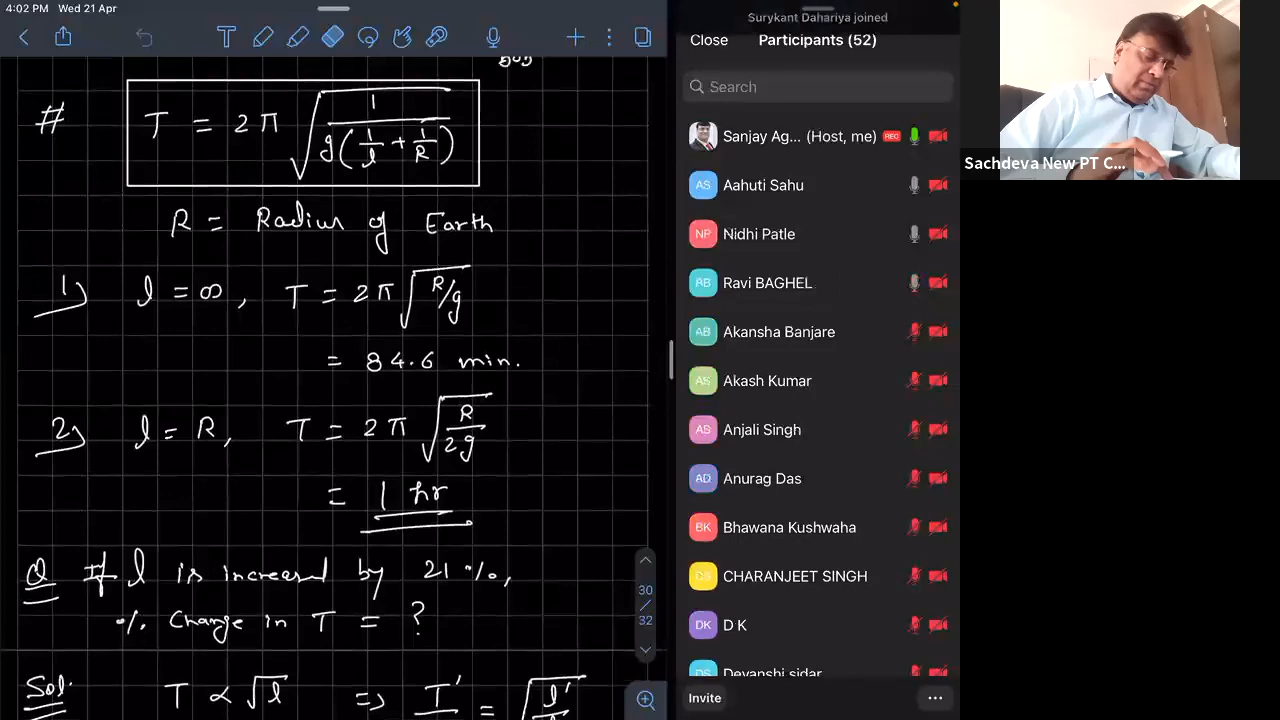 4:02 PM Wed 21 Apr
# T = 2π √(1/(g(1/l + 1/R)))
R = Radius of Earth
1) l = ∞, T = 2π √(R/g)
= 84.6 min.
2) l = R, T = 2π √(R/2g)
= 1 hr
Q If l is increased by 21 %,
% Change in T = ?
Sol. T ∝ √l ⇒ T'/ = √(l'/
30
/
32
Surykant Dahariya joined
Close Participants (52)
Search
Sanjay Ag... (Host, me) REC
AS Aahuti Sahu
NP Nidhi Patle
RB Ravi BAGHEL
AB Akansha Banjare
AS Akash Kumar
AS Anjali Singh
AD Anurag Das
BK Bhawana Kushwaha
CS CHARANJEET SINGH
DK D K
DS Devanshi sidar
Invite ...
Sachdeva New PT C...